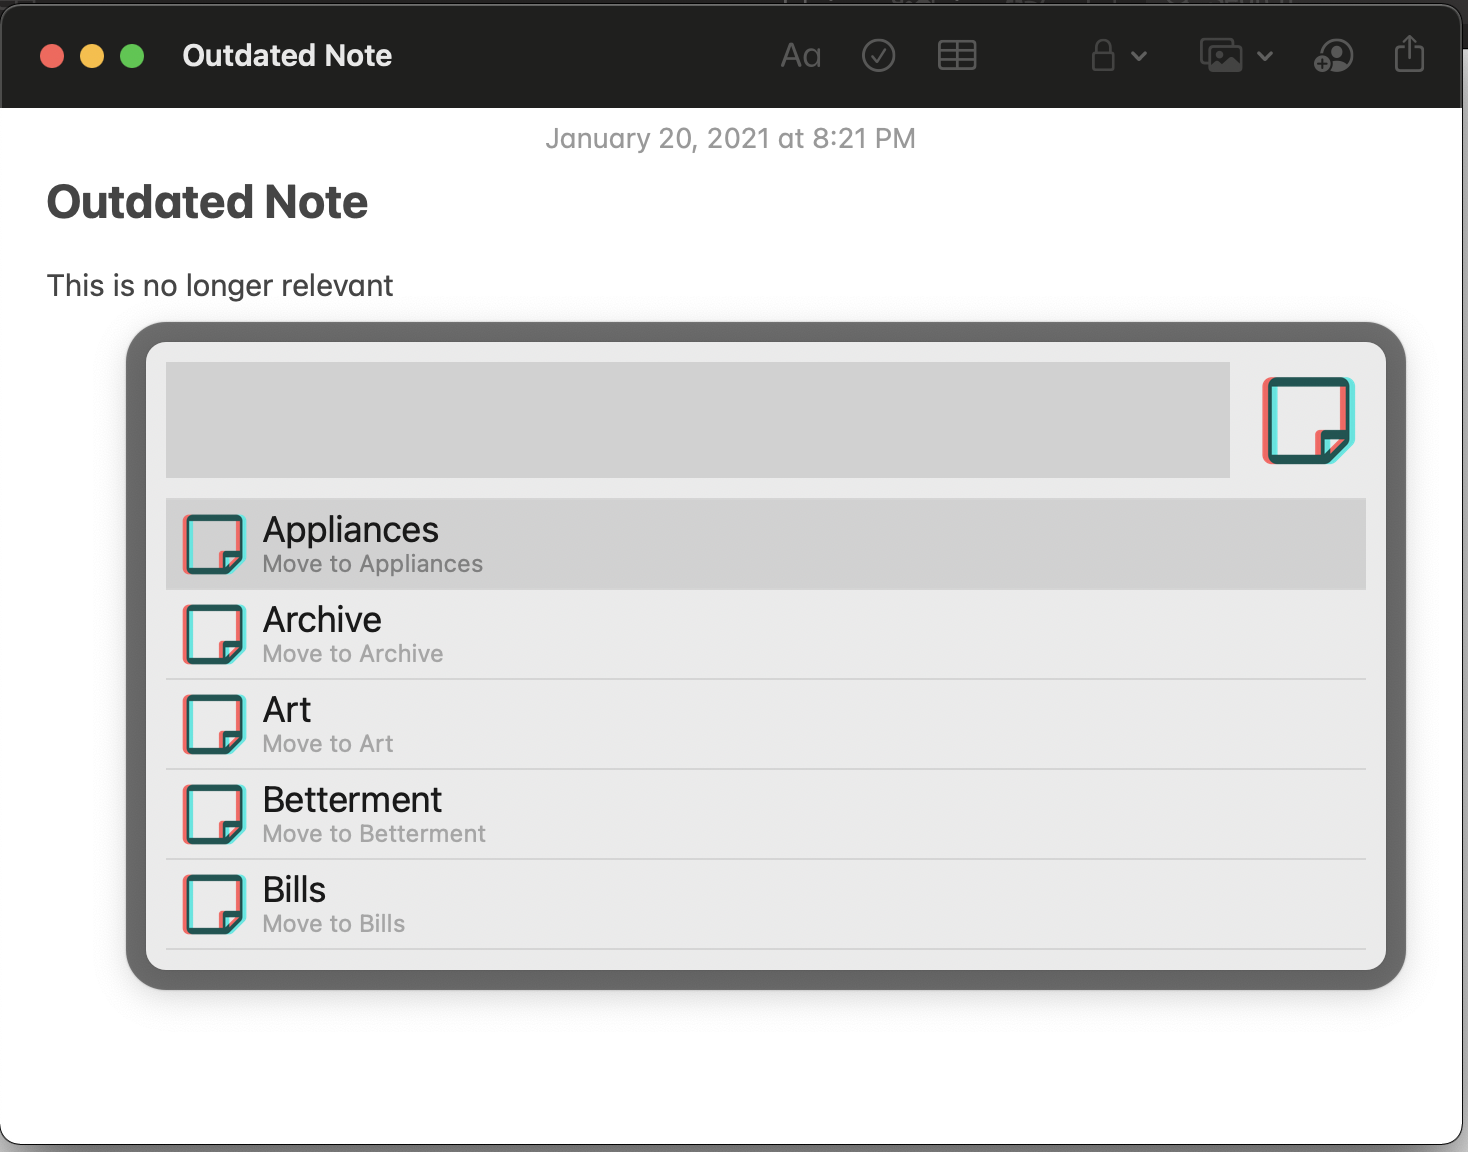 Outdated Note
Aa
January 20, 2021 at 8:21 PM
Outdated Note
This is no longer relevant
Appliances
Move to Appliances
Archive
Move to Archive
Art
Move to Art
Betterment
Move to Betterment
Bills
Move to Bills